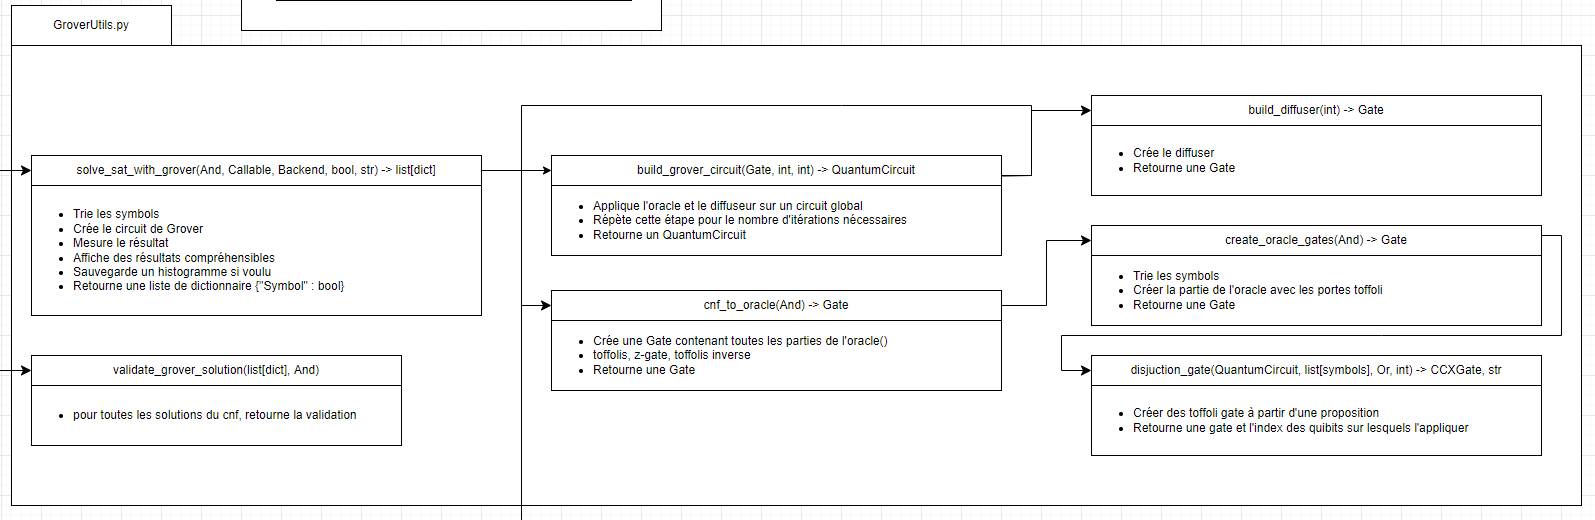 GroverUtils.py
solve_sat_with_grover(And, Callable, Backend, bool, str) -> list[dict]
Trie les symbols
Crée le circuit de Grover
Mesure le résultat
Affiche des résultats compréhensibles
Sauvegarde un histogramme si voulu
Retourne une liste de dictionnaire {"Symbol" : bool}
validate_grover_solution(list[dict], And)
pour toutes les solutions du cnf, retourne la validation
build_grover_circuit(Gate, int, int) -> QuantumCircuit
Applique l'oracle et le diffuseur sur un circuit global
Répète cette étape pour le nombre d'itérations nécessaires
Retourne un QuantumCircuit
cnf_to_oracle(And) -> Gate
Crée une Gate contenant toutes les parties de l'oracle()
toffolis, z-gate, toffolis inverse
Retourne une Gate
build_diffuser(int) -> Gate
Crée le diffuser
Retourne une Gate
create_oracle_gates(And) -> Gate
Trie les symbols
Créer la partie de l'oracle avec les portes toffoli
Retourne une Gate
disjuction_gate(QuantumCircuit, list[symbols], Or, int) -> CCXGate, str
Créer des toffoli gate à partir d'une proposition
Retourne une gate et l'index des quibits sur lesquels l'appliquer